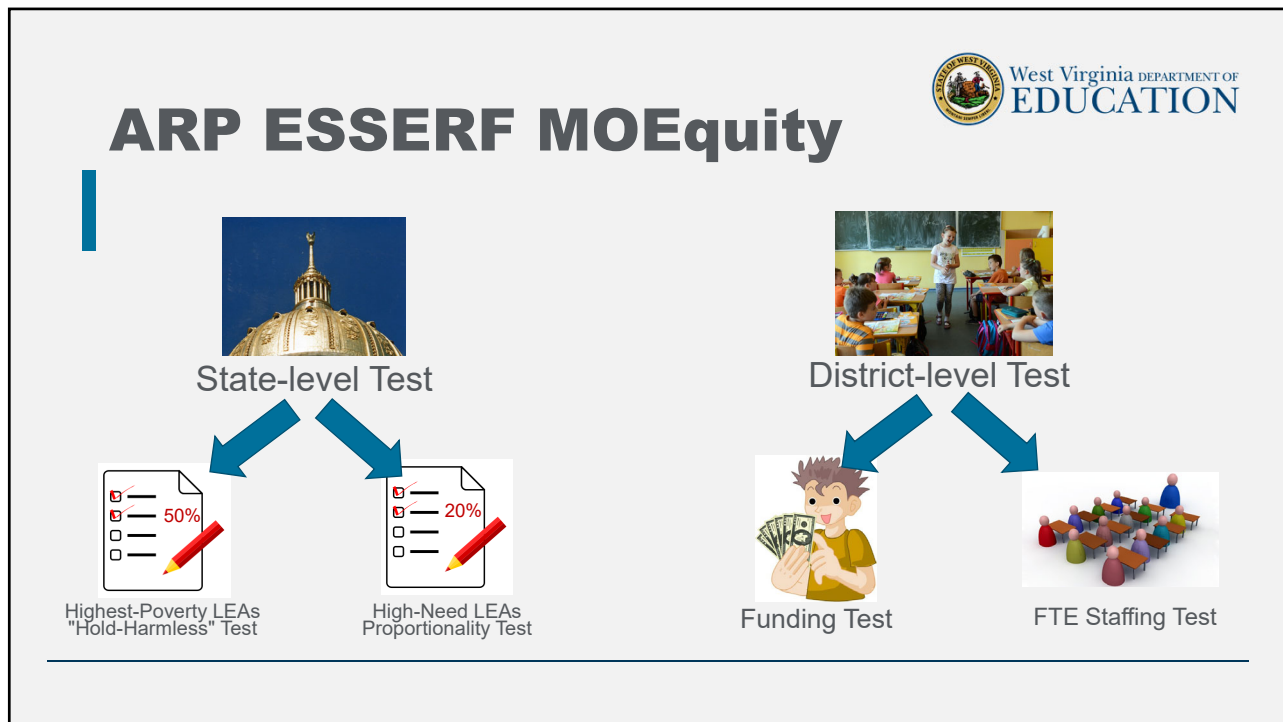 West Virginia DEPARTMENT OF
EDUCATION
ARP ESSERF MOEquity
State-level Test
District-level Test
50%
20%
Highest-Poverty LEAs
"Hold-Harmless" Test
High-Need LEAs
Proportionality Test
Funding Test
FTE Staffing Test